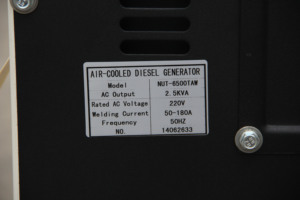 AIR-COOLED DIESEL GENERATOR
Model NUT-6500TAW
AC Output 2.5KVA
Rated AC Voltage 220V
Welding Current 50-180A
Frequency 50HZ
NO. 14062633